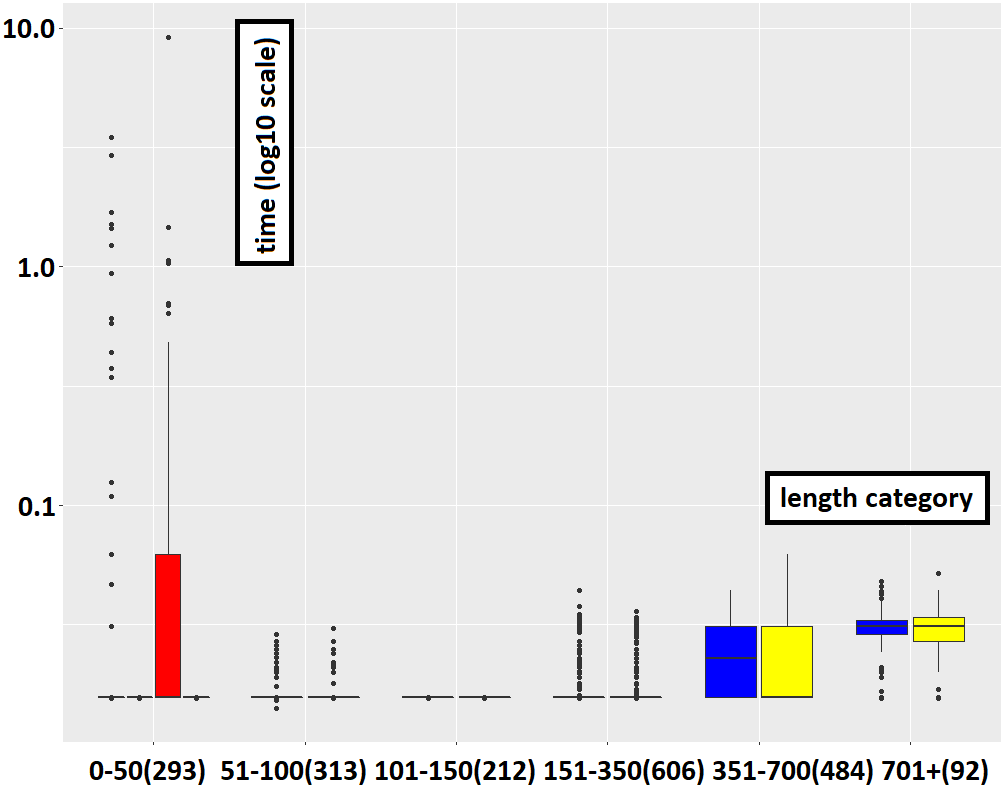 10.0
time (log10 scale)
1.0
length category
0.1
0-50(293) 51-100(313) 101-150(212) 151-350(606) 351-700(484) 701+(92)